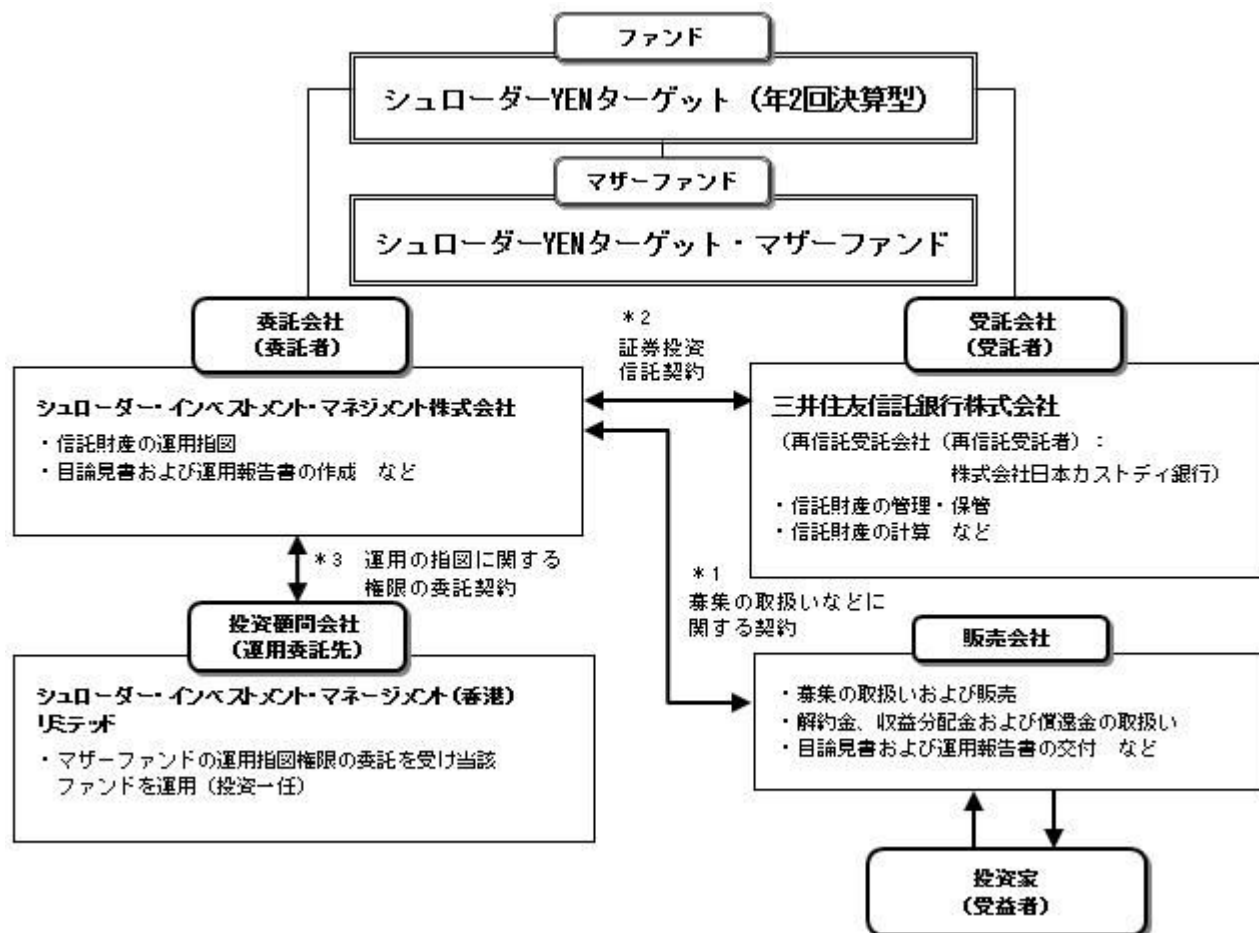 ファンド
シュローダーYENターゲット（年2回決算型）
マザーファンド
シュローダーYENターゲット・マザーファンド
委託会社
（委託者）
シュローダー・インベストメント・マネジメント株式会社
・信託財産の運用指図
・目論見書および運用報告書の作成　など
＊2
証券投資
信託契約
受託会社
（受託者）
三井住友信託銀行株式会社
（再信託受託会社（再信託受託者）：
株式会社日本カストディ銀行）
・信託財産の管理・保管
・信託財産の計算　など
＊3　運用の指図に関する
権限の委託契約
＊1
募集の取扱いなどに
関する契約
投資顧問会社
（運用委託先）
シュローダー・インベストメント・マネージメント（香港）
リミテッド
・マザーファンドの運用指図権限の委託を受け当該
ファンドを運用（投資一任）
販売会社
・募集の取扱いおよび販売
・解約金、収益分配金および償還金の取扱い
・目論見書および運用報告書の交付　など
投資家
（受益者）